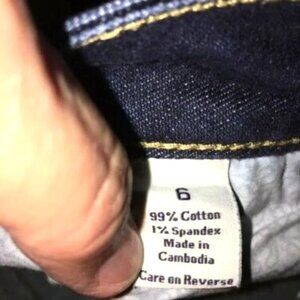 6
99% Cotton
1% Spandex
Made in
Cambodia
Care on Reverse